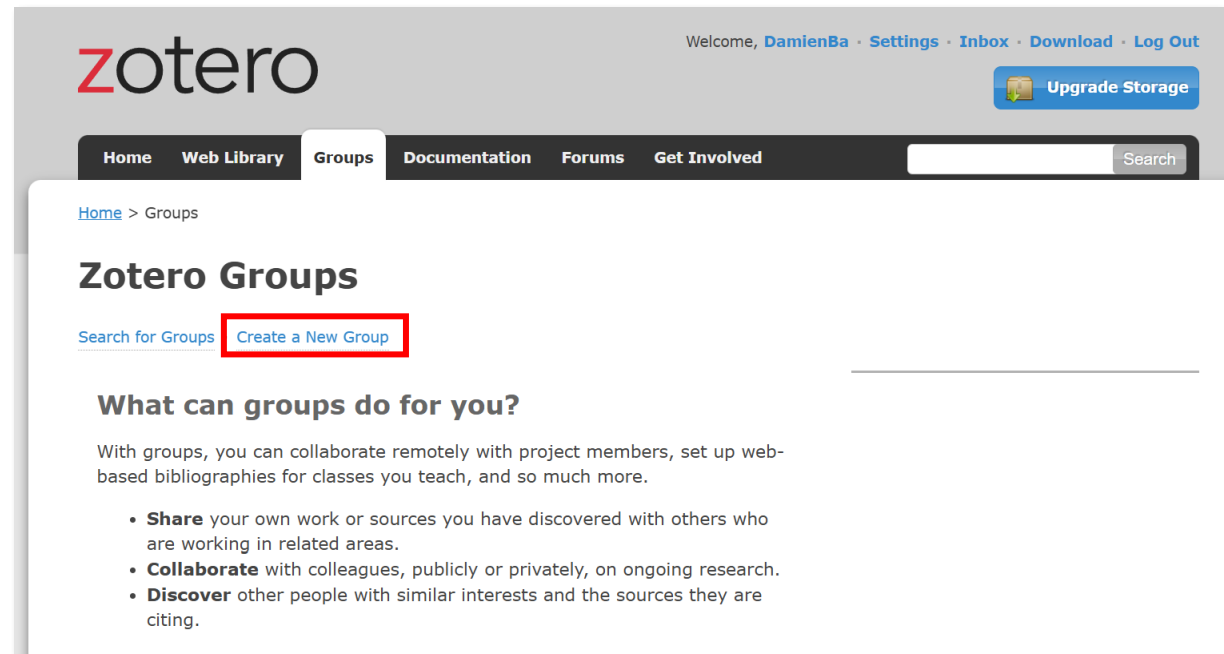 zotero
Welcome, DamienBa · Settings · Inbox · Download · Log Out
Upgrade Storage
Home Web Library Groups Documentation Forums Get Involved Search
Home > Groups
Zotero Groups
Search for Groups Create a New Group
What can groups do for you?
With groups, you can collaborate remotely with project members, set up web-
based bibliographies for classes you teach, and so much more.
• Share your own work or sources you have discovered with others who
are working in related areas.
• Collaborate with colleagues, publicly or privately, on ongoing research.
• Discover other people with similar interests and the sources they are
citing.